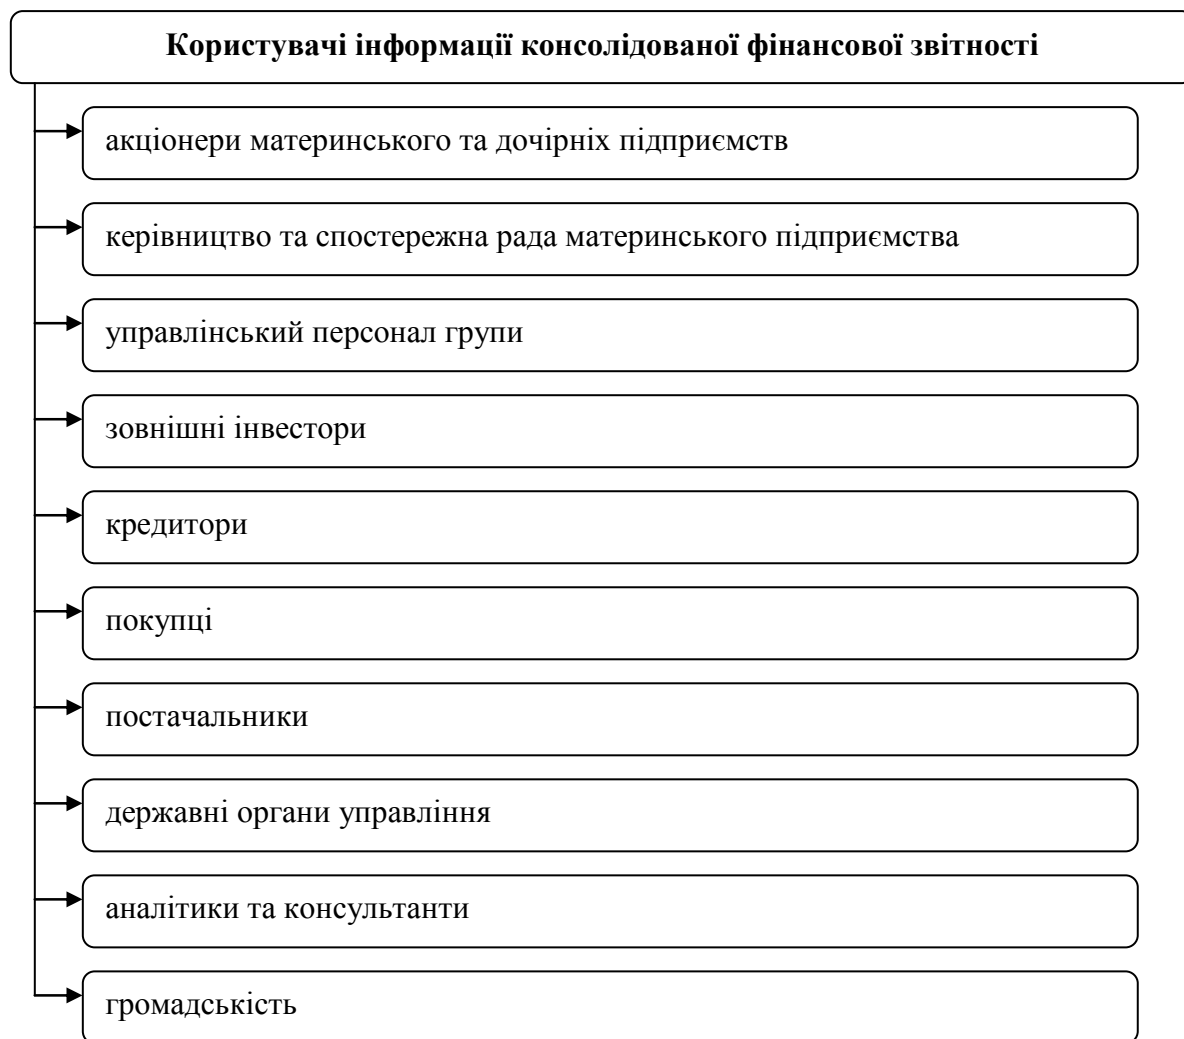 Користувачі інформації консолідованої фінансової звітності
акціонери материнського та дочірніх підприємств
керівництво та спостережна рада материнського підприємства
управлінський персонал групи
зовнішні інвестори
кредитори
покупці
постачальники
державні органи управління
аналітики та консультанти
громадськість